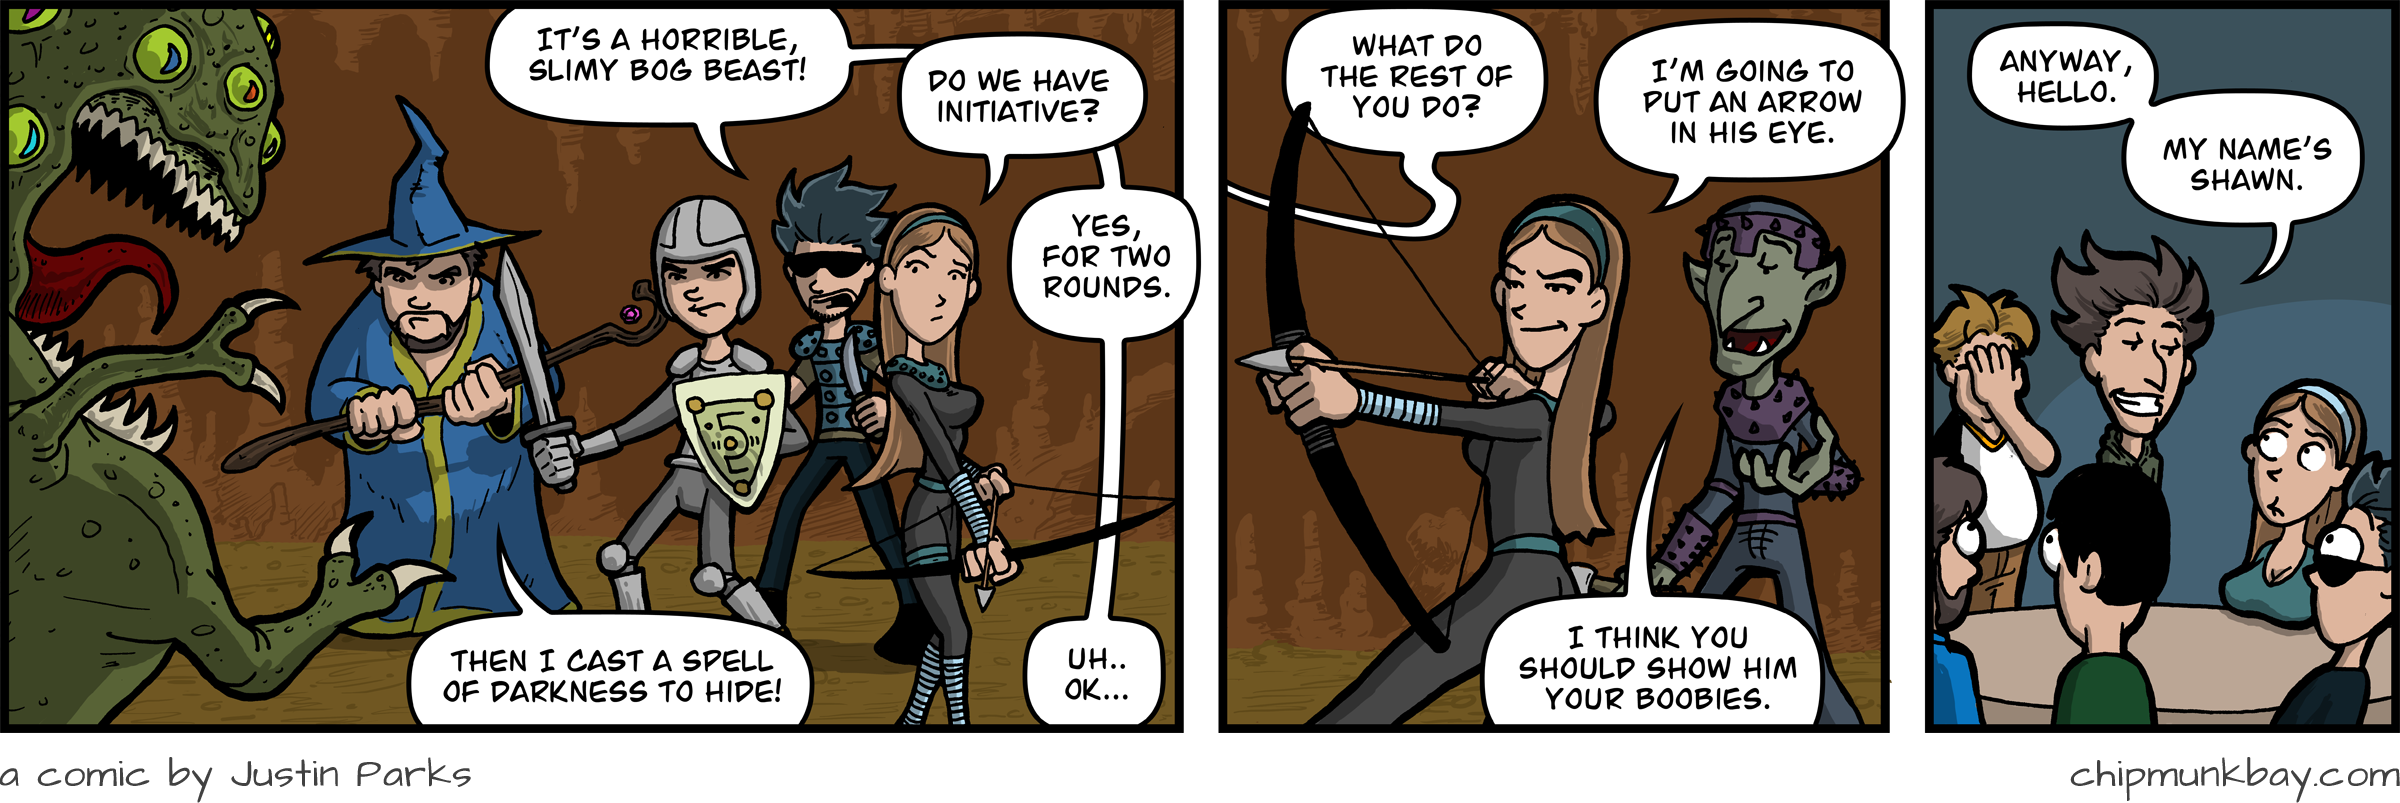 IT'S A HORRIBLE,
SLIMY BOG BEAST!
DO WE HAVE
INITIATIVE?
YES,
FOR TWO
ROUNDS.
5
THEN I CAST A SPELL
OF DARKNESS TO HIDE!
UH..
OK...
WHAT DO
THE REST OF
YOU DO?
I'M GOING TO
PUT AN ARROW
IN HIS EYE.
I THINK YOU
SHOULD SHOW HIM
YOUR BOOBIES.
ANYWAY,
HELLO.
MY NAME'S
SHAWN.
a comic by Justin Parks
chipmunkbay.com